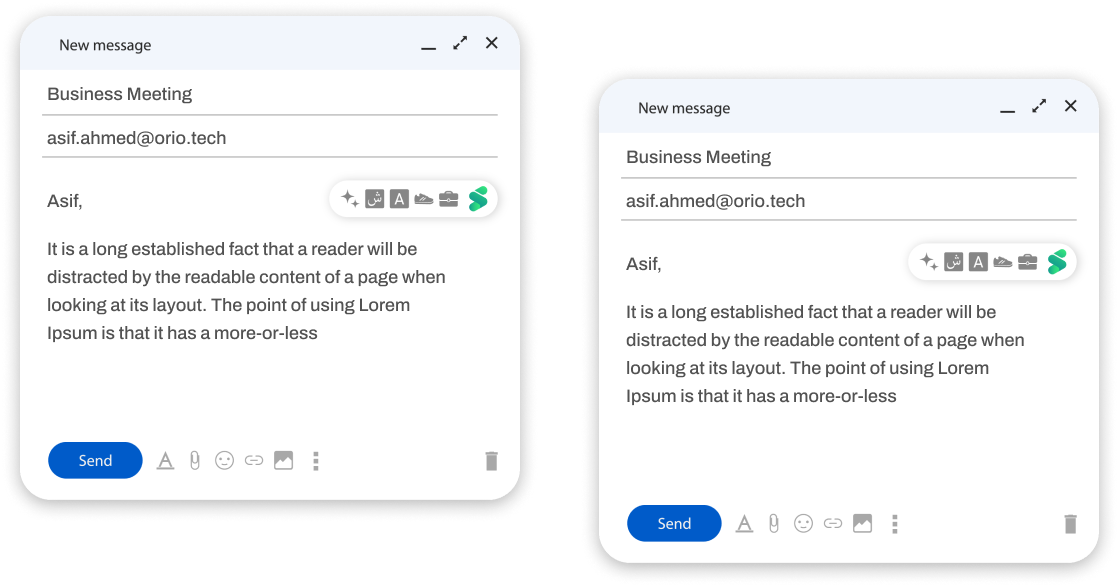 New message
Business Meeting
asif.ahmed@orio.tech
Asif,
ش A
It is a long established fact that a reader will be
distracted by the readable content of a page when
looking at its layout. The point of using Lorem
Ipsum is that it has a more-or-less
Send A
New message
Business Meeting
asif.ahmed@orio.tech
Asif,
ش A
It is a long established fact that a reader will be
distracted by the readable content of a page when
looking at its layout. The point of using Lorem
Ipsum is that it has a more-or-less
Send A